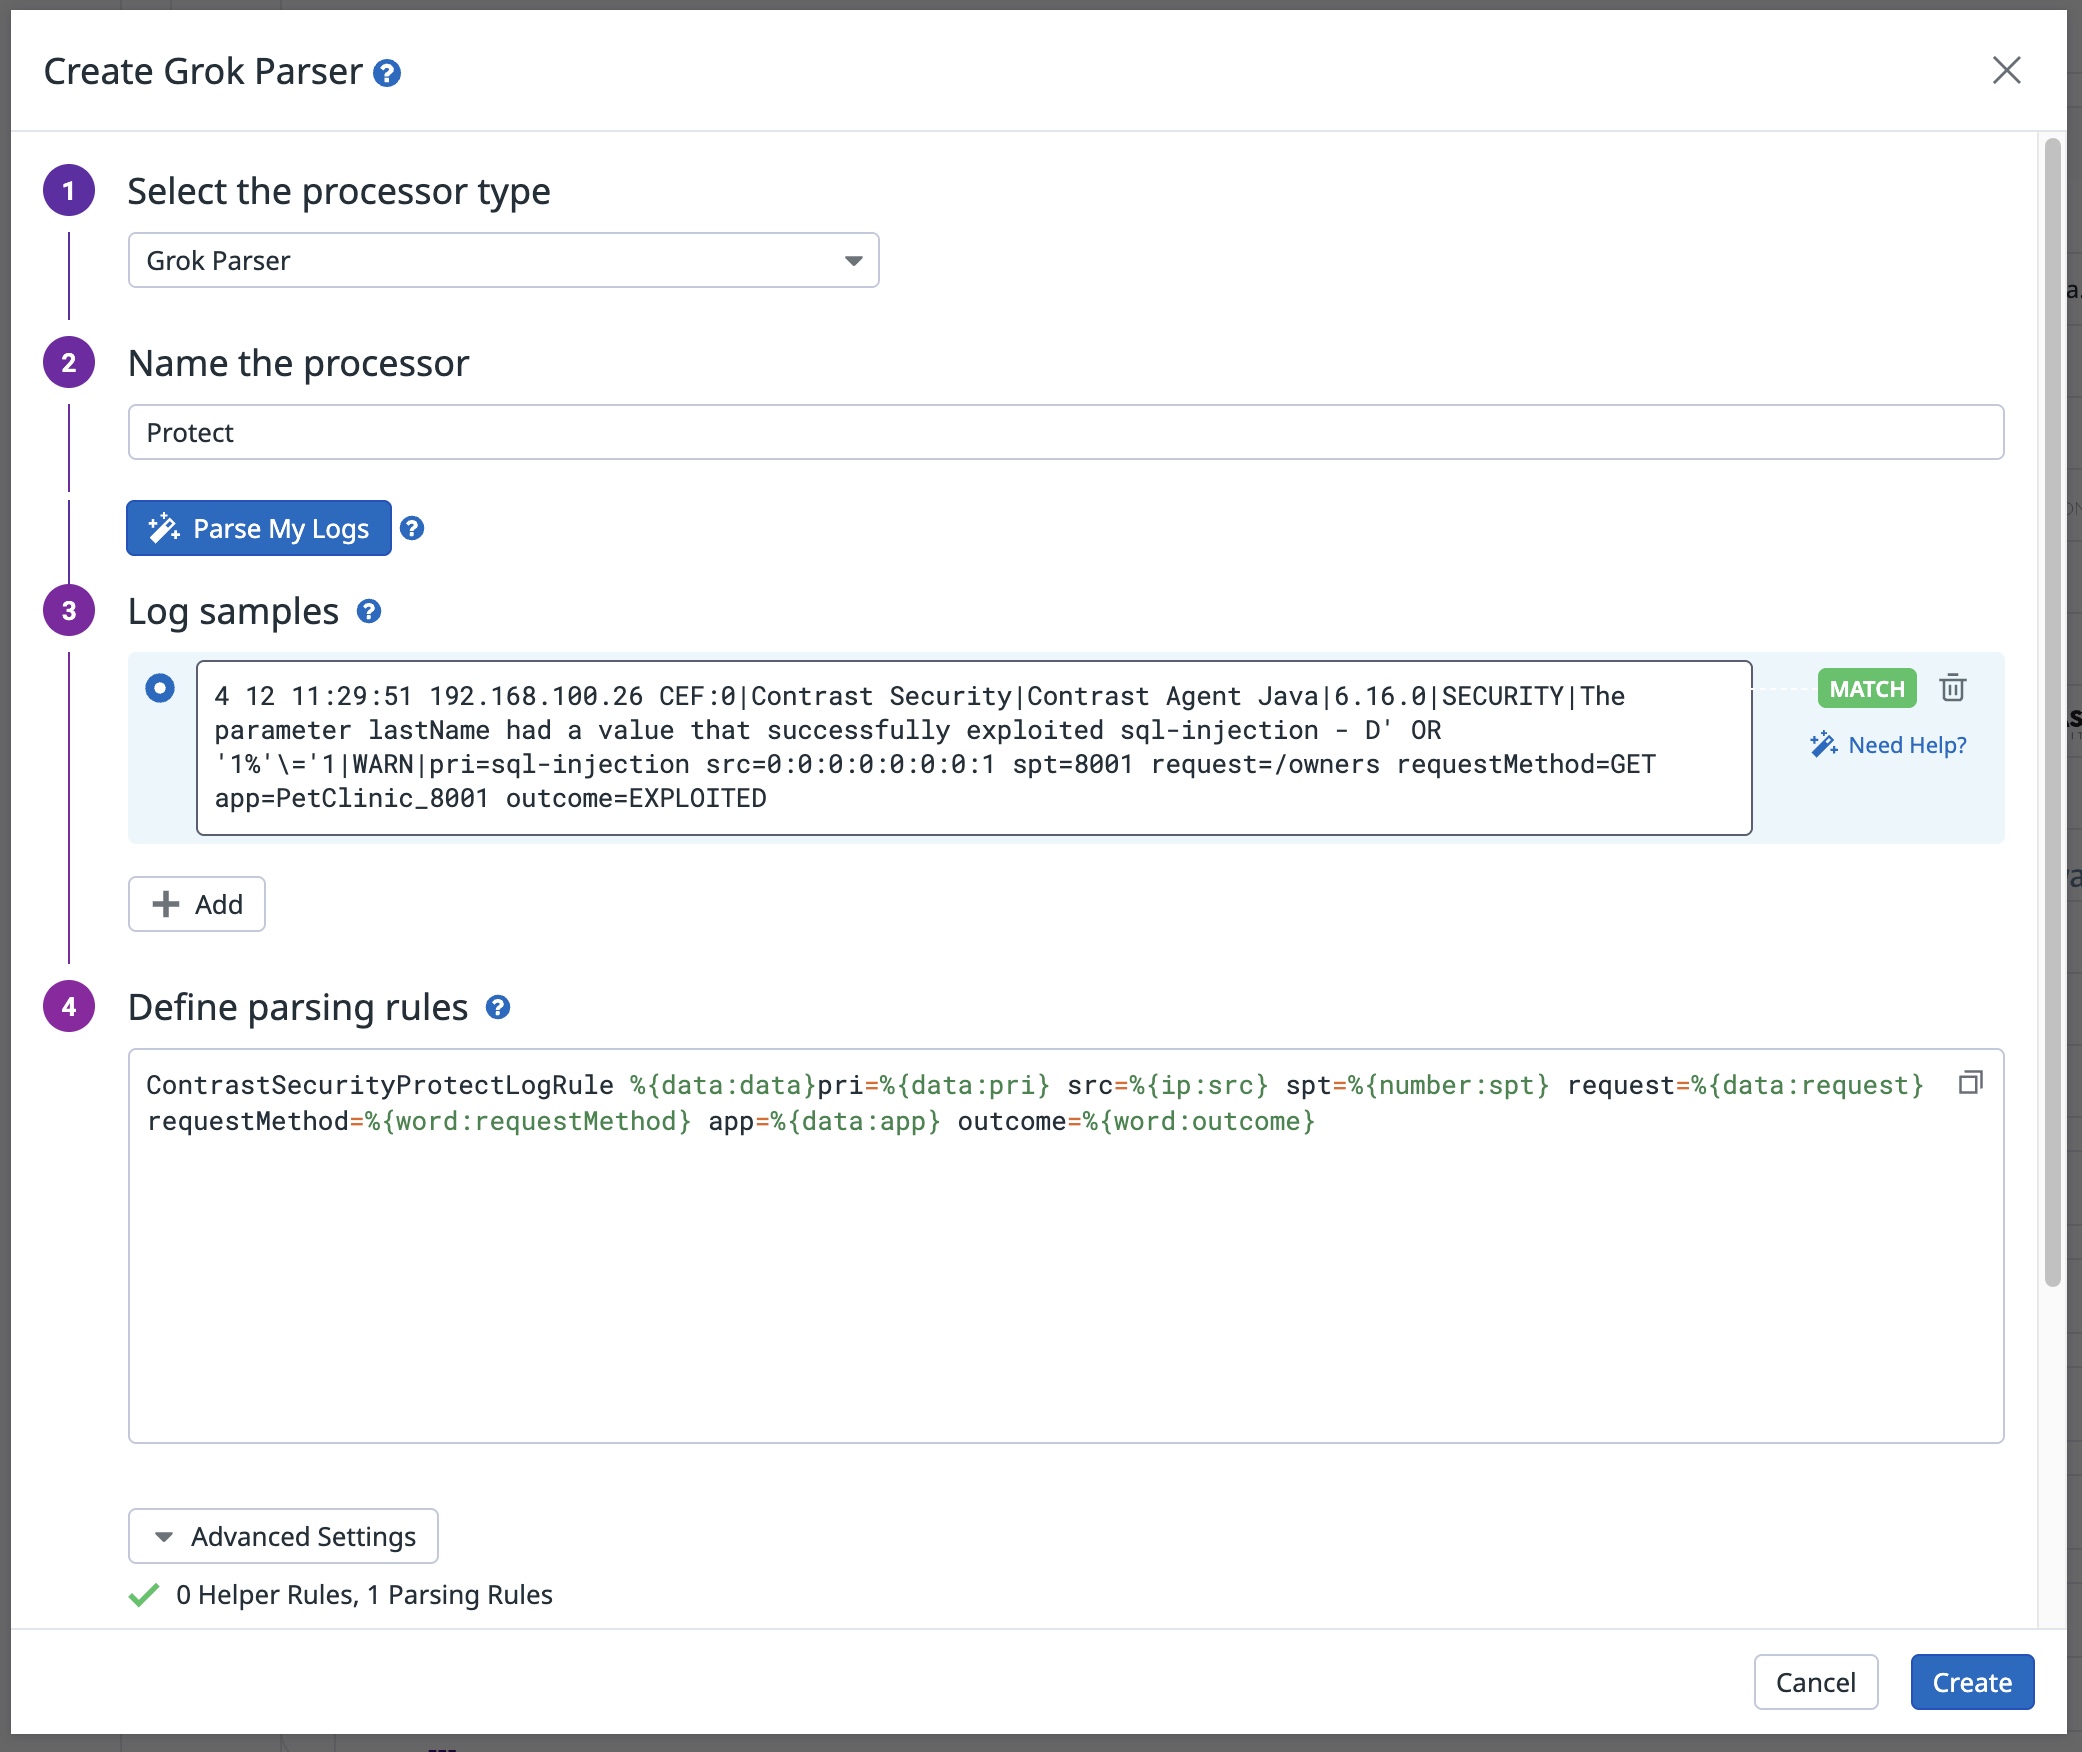 Create Grok Parser ?
1 Select the processor type
Grok Parser
2 Name the processor
Protect
Parse My Logs ?
3 Log samples ?
4 12 11:29:51 192.168.100.26 CEF:0|Contrast Security|Contrast Agent Java|6.16.0|SECURITY|The
parameter lastName had a value that successfully exploited sql-injection - D' OR
'1%'\='1|WARN|pri=sql-injection src=0:0:0:0:0:0:0:1 spt=8001 request=/owners requestMethod=GET
app=PetClinic_8001 outcome=EXPLOITED
MATCH
Need Help?
Add
4 Define parsing rules ?
ContrastSecurityProtectLogRule %{data:data}pri=%{data:pri} src=%{ip:src} spt=%{number:spt} request=%{data:request}
requestMethod=%{word:requestMethod} app=%{data:app} outcome=%{word:outcome}
Advanced Settings
0 Helper Rules, 1 Parsing Rules
Cancel
Create